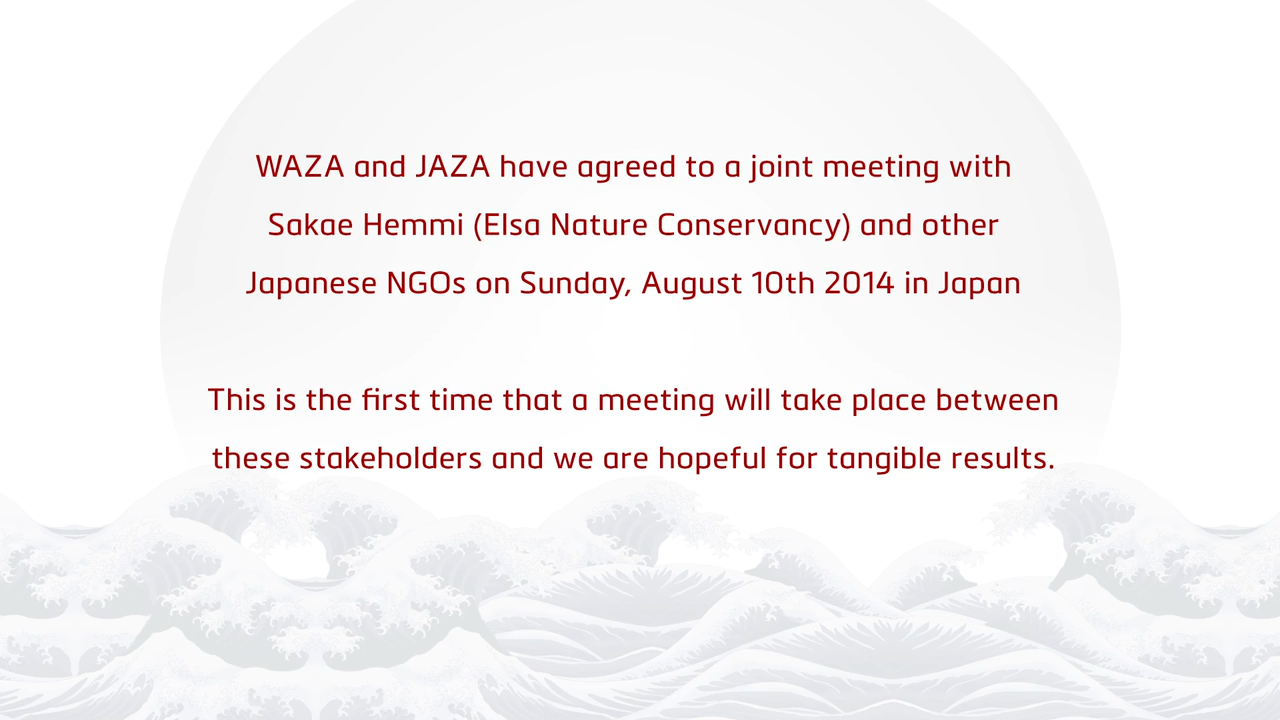 WAZA and JAZA have agreed to a joint meeting with
Sakae Hemmi (Elsa Nature Conservancy) and other
Japanese NGOs on Sunday, August 10th 2014 in Japan
This is the first time that a meeting will take place between
these stakeholders and we are hopeful for tangible results.